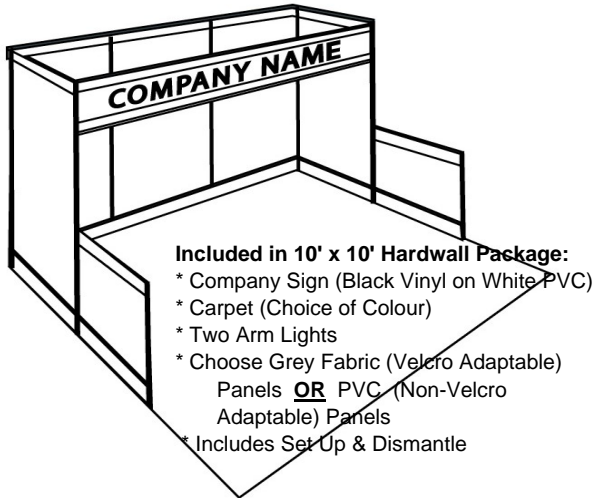 COMPANY NAME
Included in 10' x 10' Hardwall Package:
* Company Sign (Black Vinyl on White PVC)
* Carpet (Choice of Colour)
* Two Arm Lights
* Choose Grey Fabric (Velcro Adaptable)
Panels OR PVC (Non-Velcro
Adaptable) Panels
* Includes Set Up & Dismantle